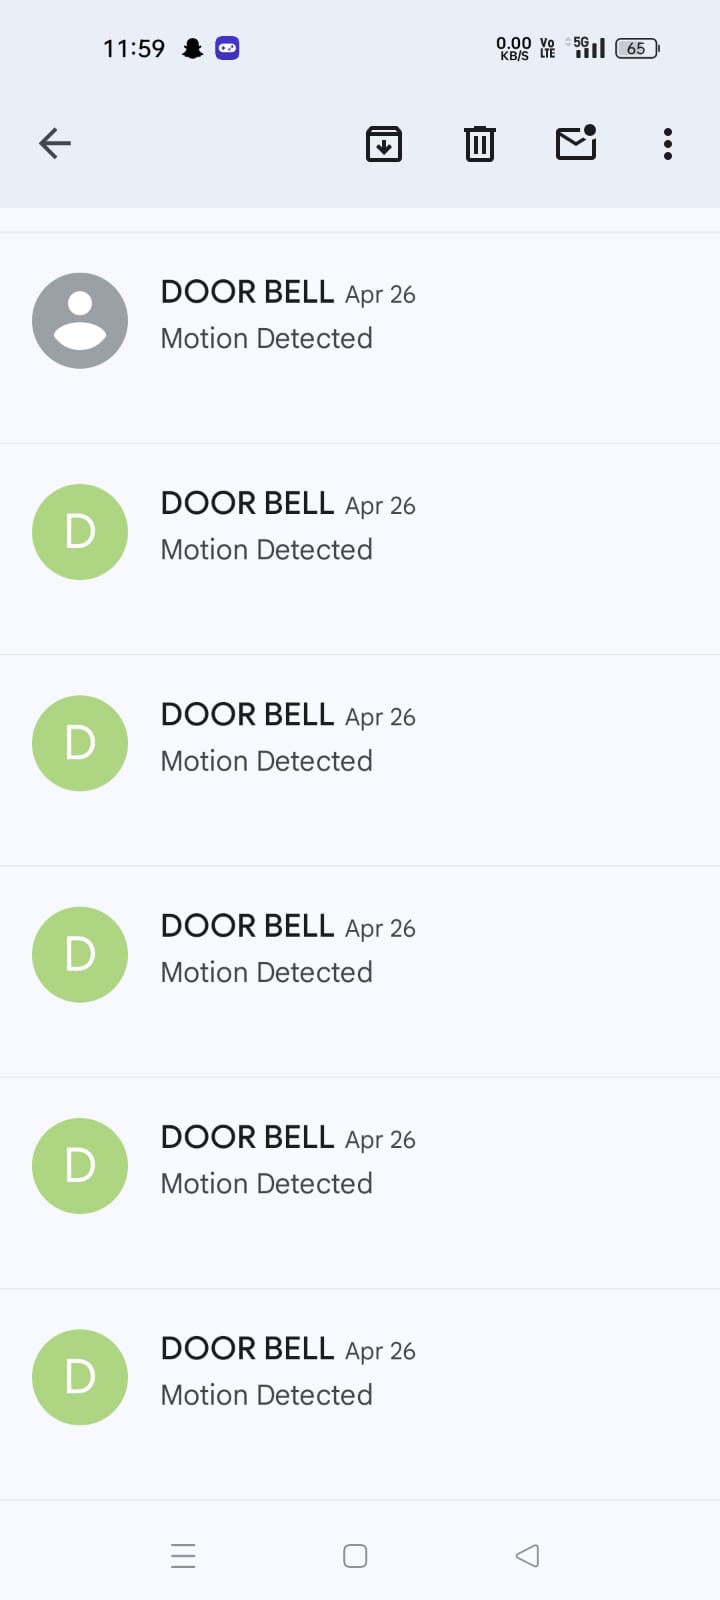 11:59
0.00
KB/S
Vo
LTE
5G
65
DOOR BELL Apr 26
Motion Detected
D
DOOR BELL Apr 26
Motion Detected
D
DOOR BELL Apr 26
Motion Detected
D
DOOR BELL Apr 26
Motion Detected
D
DOOR BELL Apr 26
Motion Detected
D
DOOR BELL Apr 26
Motion Detected